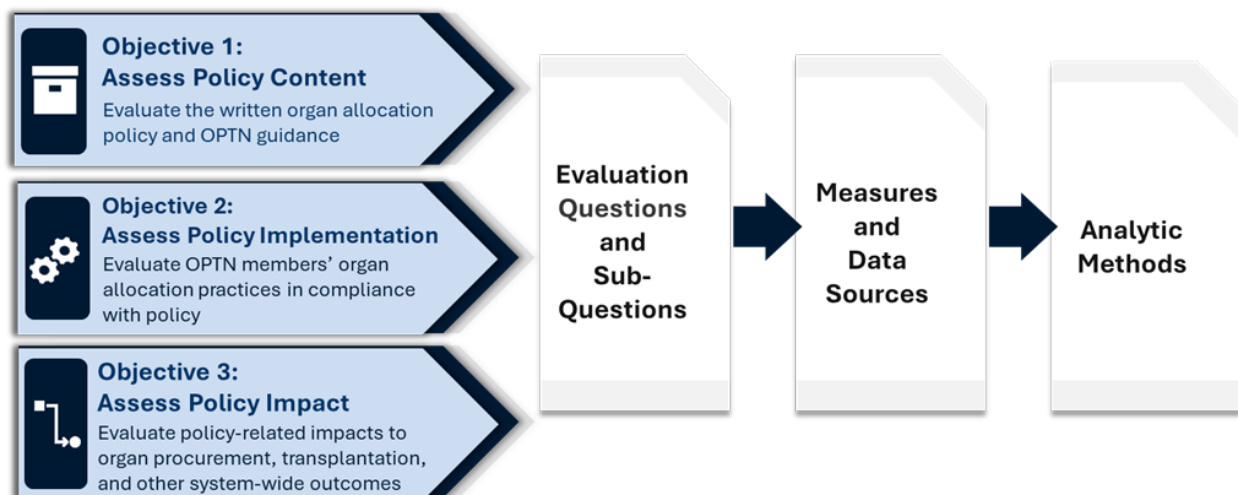 Objective 1:
Assess Policy Content
Evaluate the written organ allocation
policy and OPTN guidance
Objective 2:
Assess Policy Implementation
Evaluate OPTN members’ organ
allocation practices in compliance
with policy
Objective 3:
Assess Policy Impact
Evaluate policy-related impacts to
organ procurement, transplantation,
and other system-wide outcomes
Evaluation
Questions
and
Sub-
Questions
Measures
and
Data
Sources
Analytic
Methods